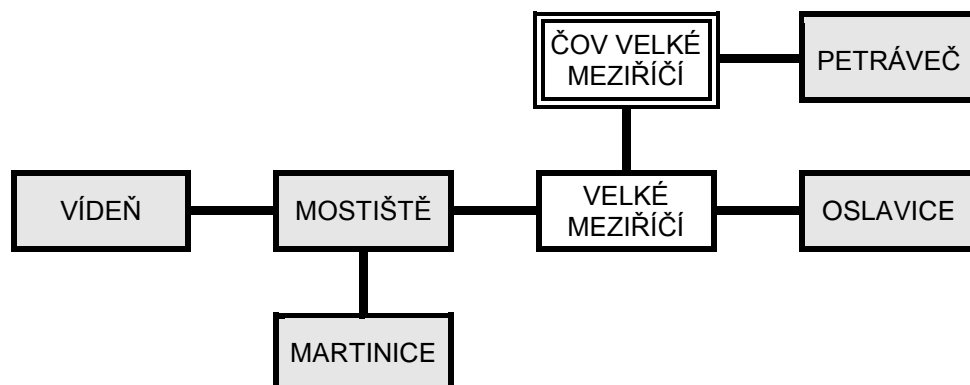 ČOV VELKÉ
MEZIŘÍČÍ
PETRÁVEČ
VÍDEŇ
MOSTIŠTĚ
VELKÉ
MEZIŘÍČÍ
OSLAVICE
MARTINICE